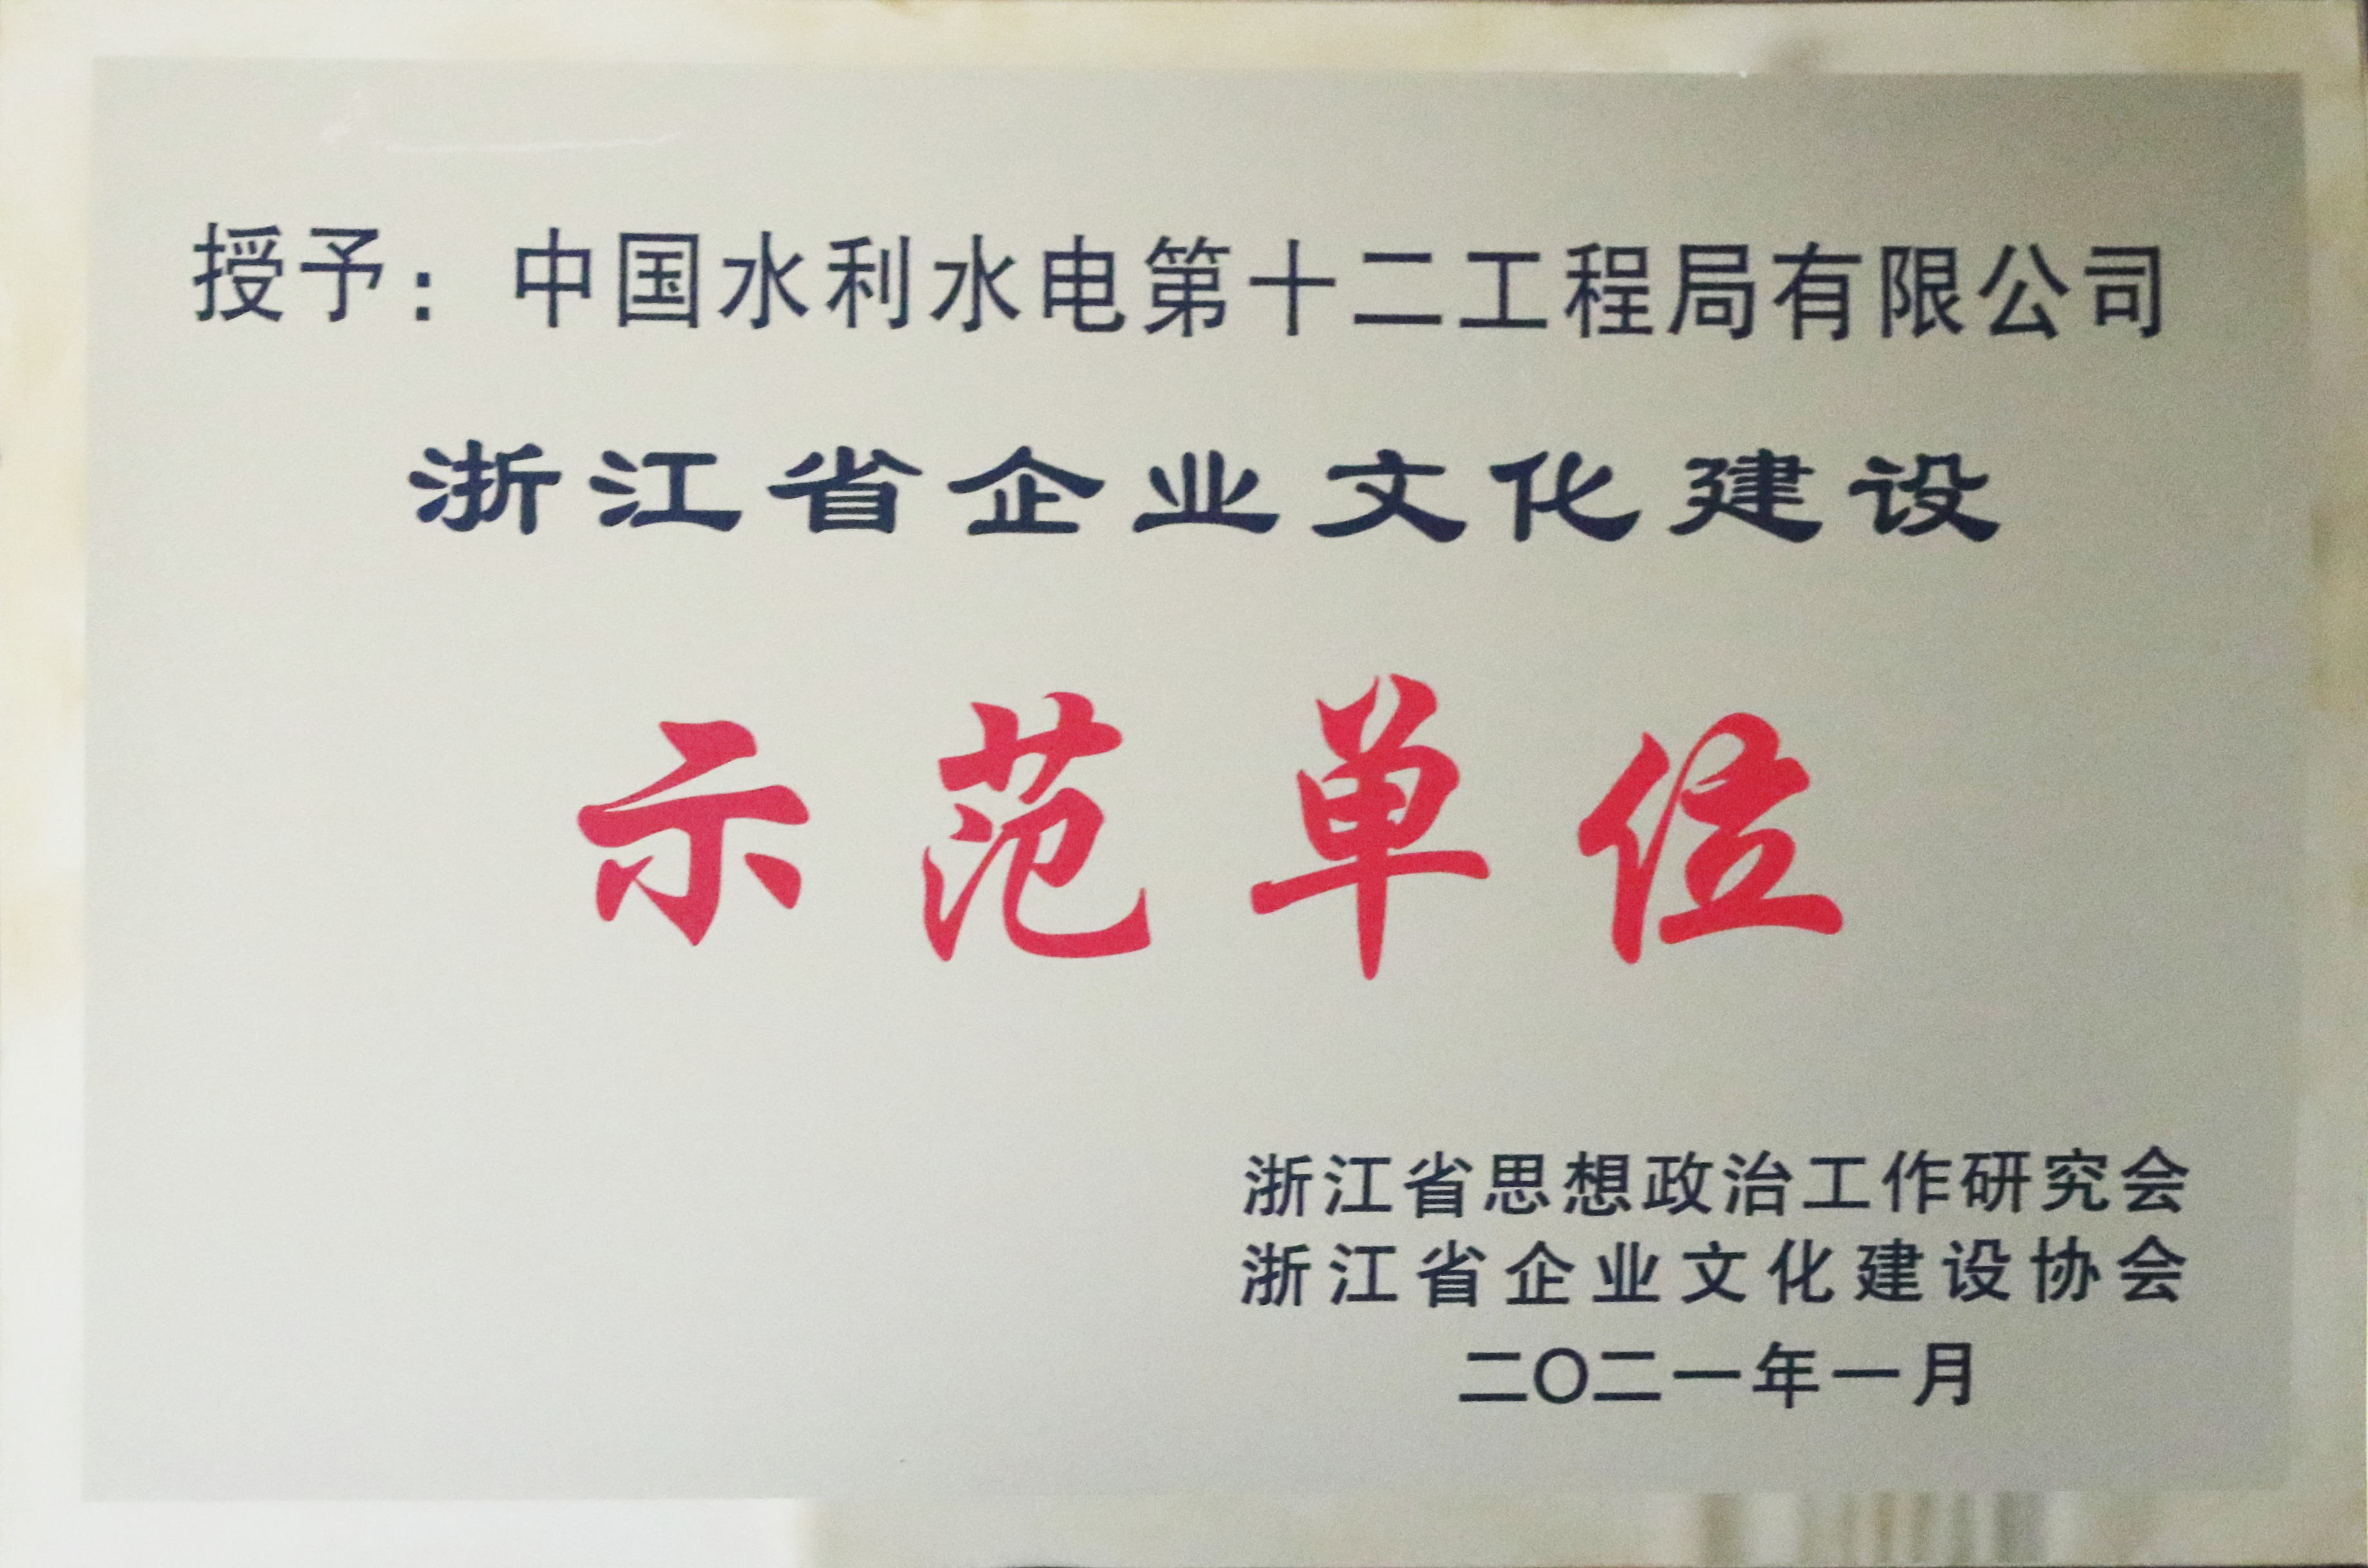 授予：中国水利水电第十二工程局有限公司
浙江省企业文化建设
示范单位
浙江省思想政治工作研究会
浙江省企业文化建设协会
二〇二一年一月